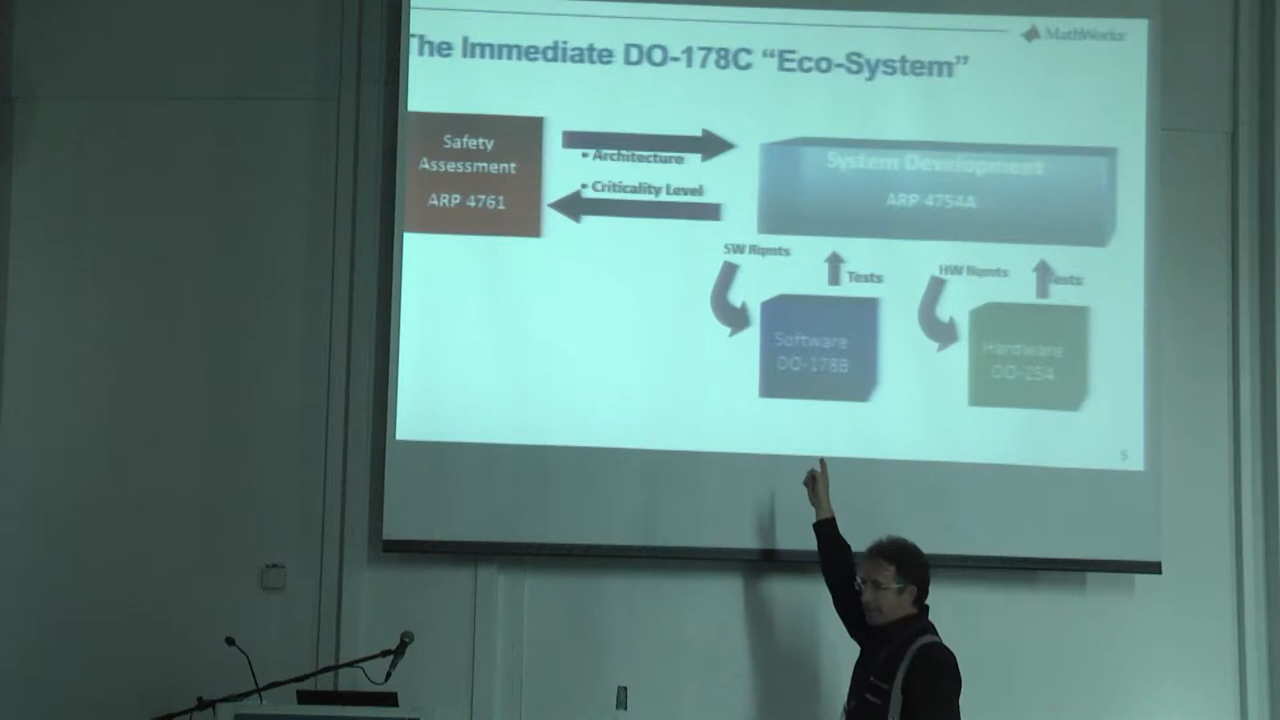 MathWorks
The Immediate DO-178C “Eco-System”
Safety
Assessment
ARP 4761
• Architecture
• Criticality Level
System Development
ARP 4754A
SW Rqmts
Tests
HW Rqmts
Tests
Software
DO-178B
Hardware
DO-254
5